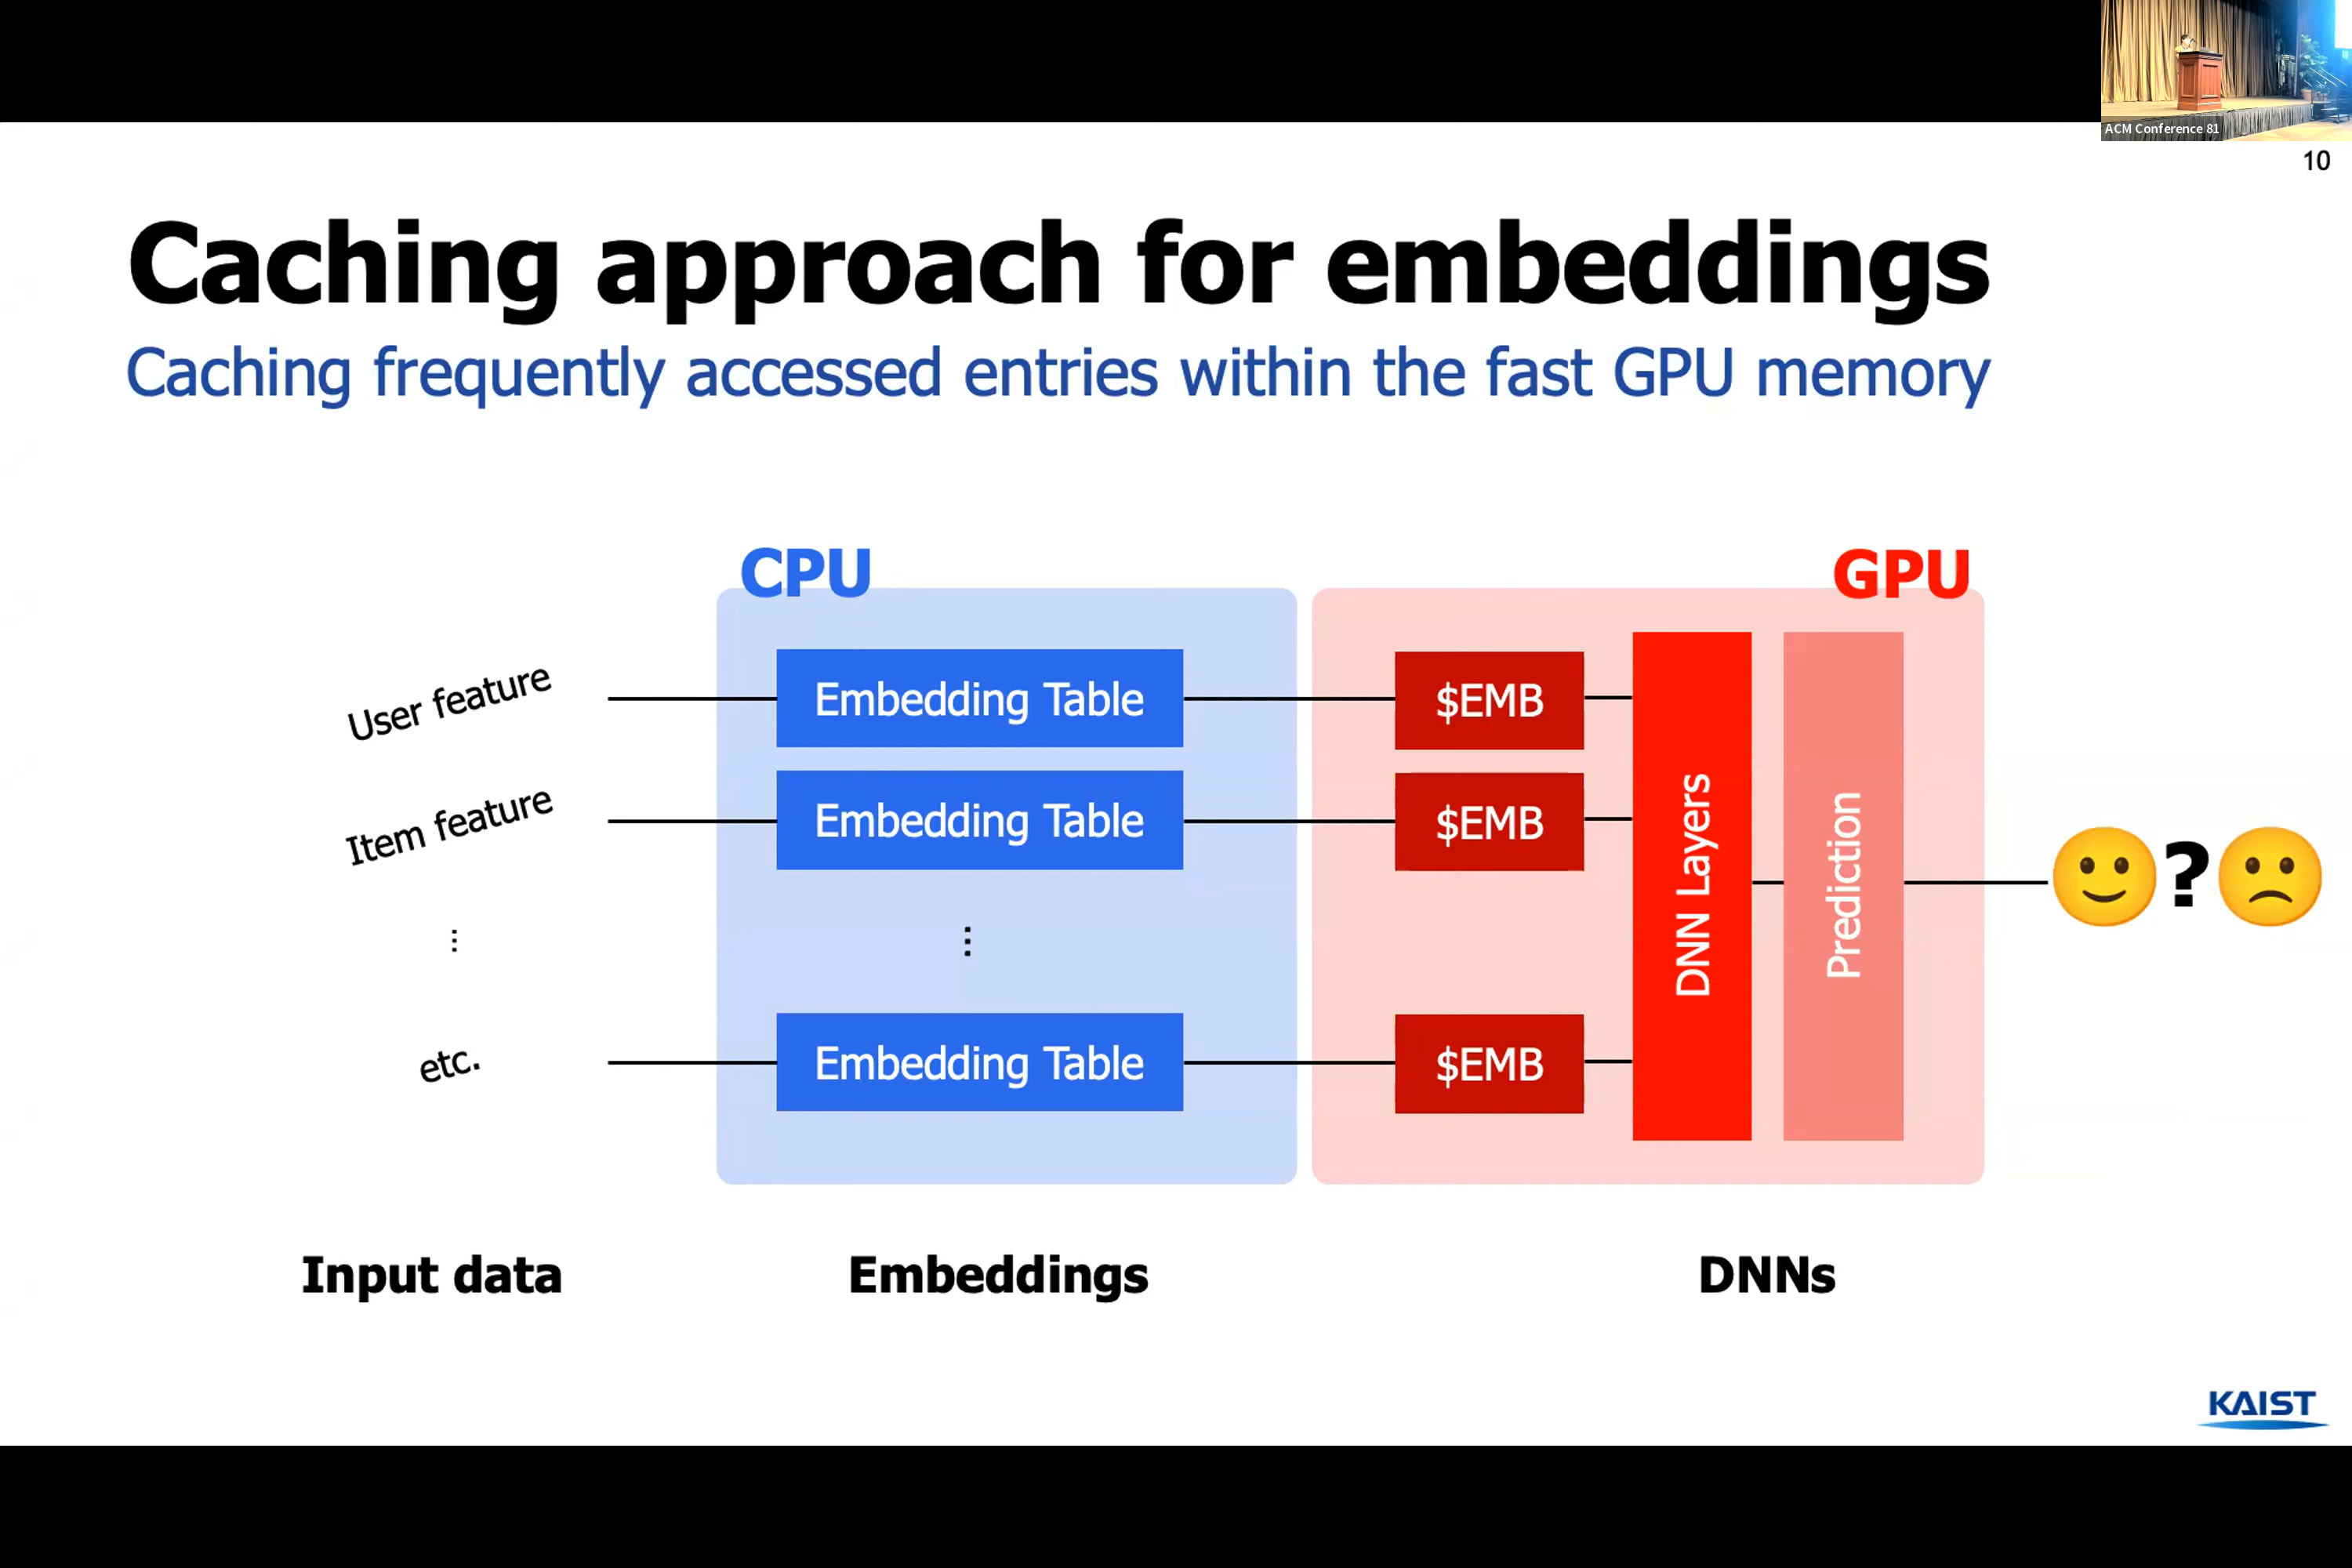 ACM Conference 81
10
Caching approach for embeddings
Caching frequently accessed entries within the fast GPU memory
CPU
GPU
User feature
Embedding Table
$EMB
Item feature
Embedding Table
$EMB
⋮
⋮
DNN Layers
Prediction
?
etc.
Embedding Table
$EMB
Input data
Embeddings
DNNs
KAIST